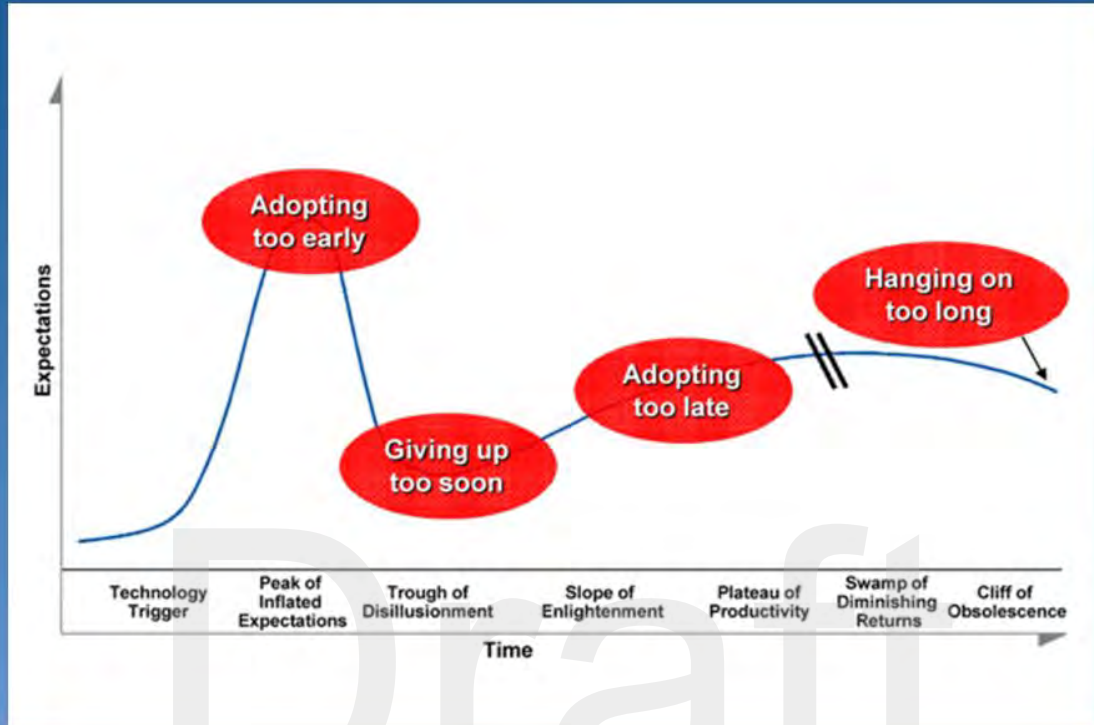 Adopting
too early
Hanging on
too long
Adopting
too late
Giving up
too soon
Expectations
Technology
Trigger
Peak of
Inflated
Expectations
Trough of
Disillusionment
Slope of
Enlightenment
Plateau of
Productivity
Swamp of
Diminishing
Returns
Cliff of
Obsolescence
Time
Draft